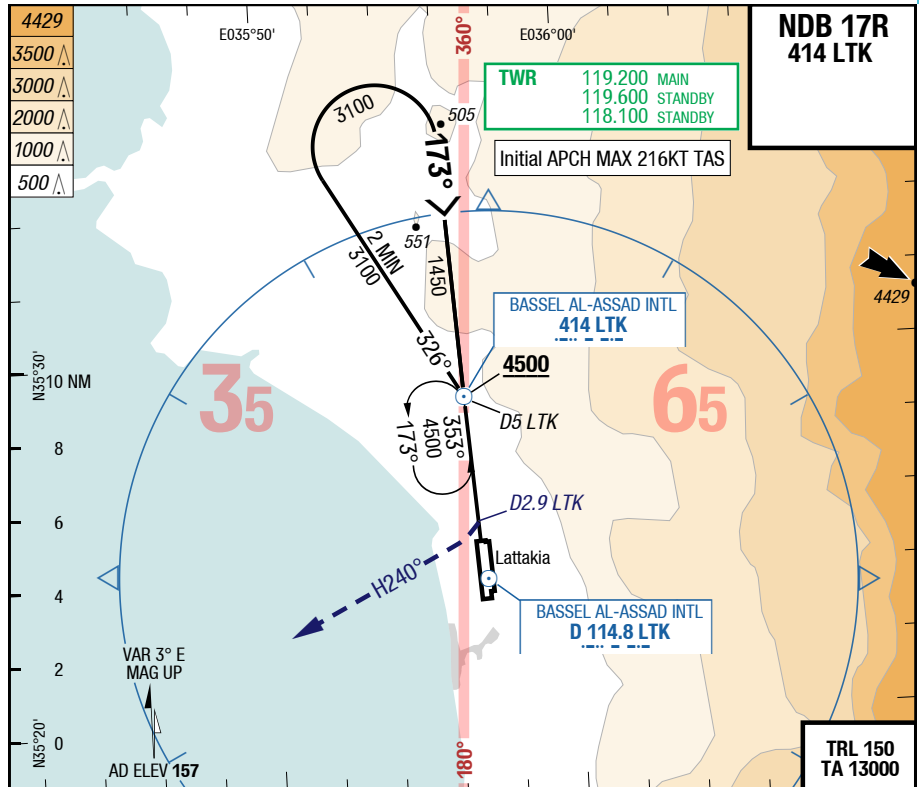 4429
3500
3000
2000
1000
500
E035°50'
360°
E036°00'
NDB 17R
414 LTK
TWR 119.200 MAIN
119.600 STANDBY
118.100 STANDBY
Initial APCH MAX 216KT TAS
3100
505
173°
551
2 MIN
3100
1450
326°
4429
BASSEL AL-ASSAD INTL
414 LTK
4500
D5 LTK
N35°30'
10 NM
35
65
353°
4500
173°
8
6
4
2
0
D2.9 LTK
Lattakia
H240°
BASSEL AL-ASSAD INTL
D 114.8 LTK
VAR 3° E
MAG UP
N35°20'
AD ELEV 157
180°
TRL 150
TA 13000